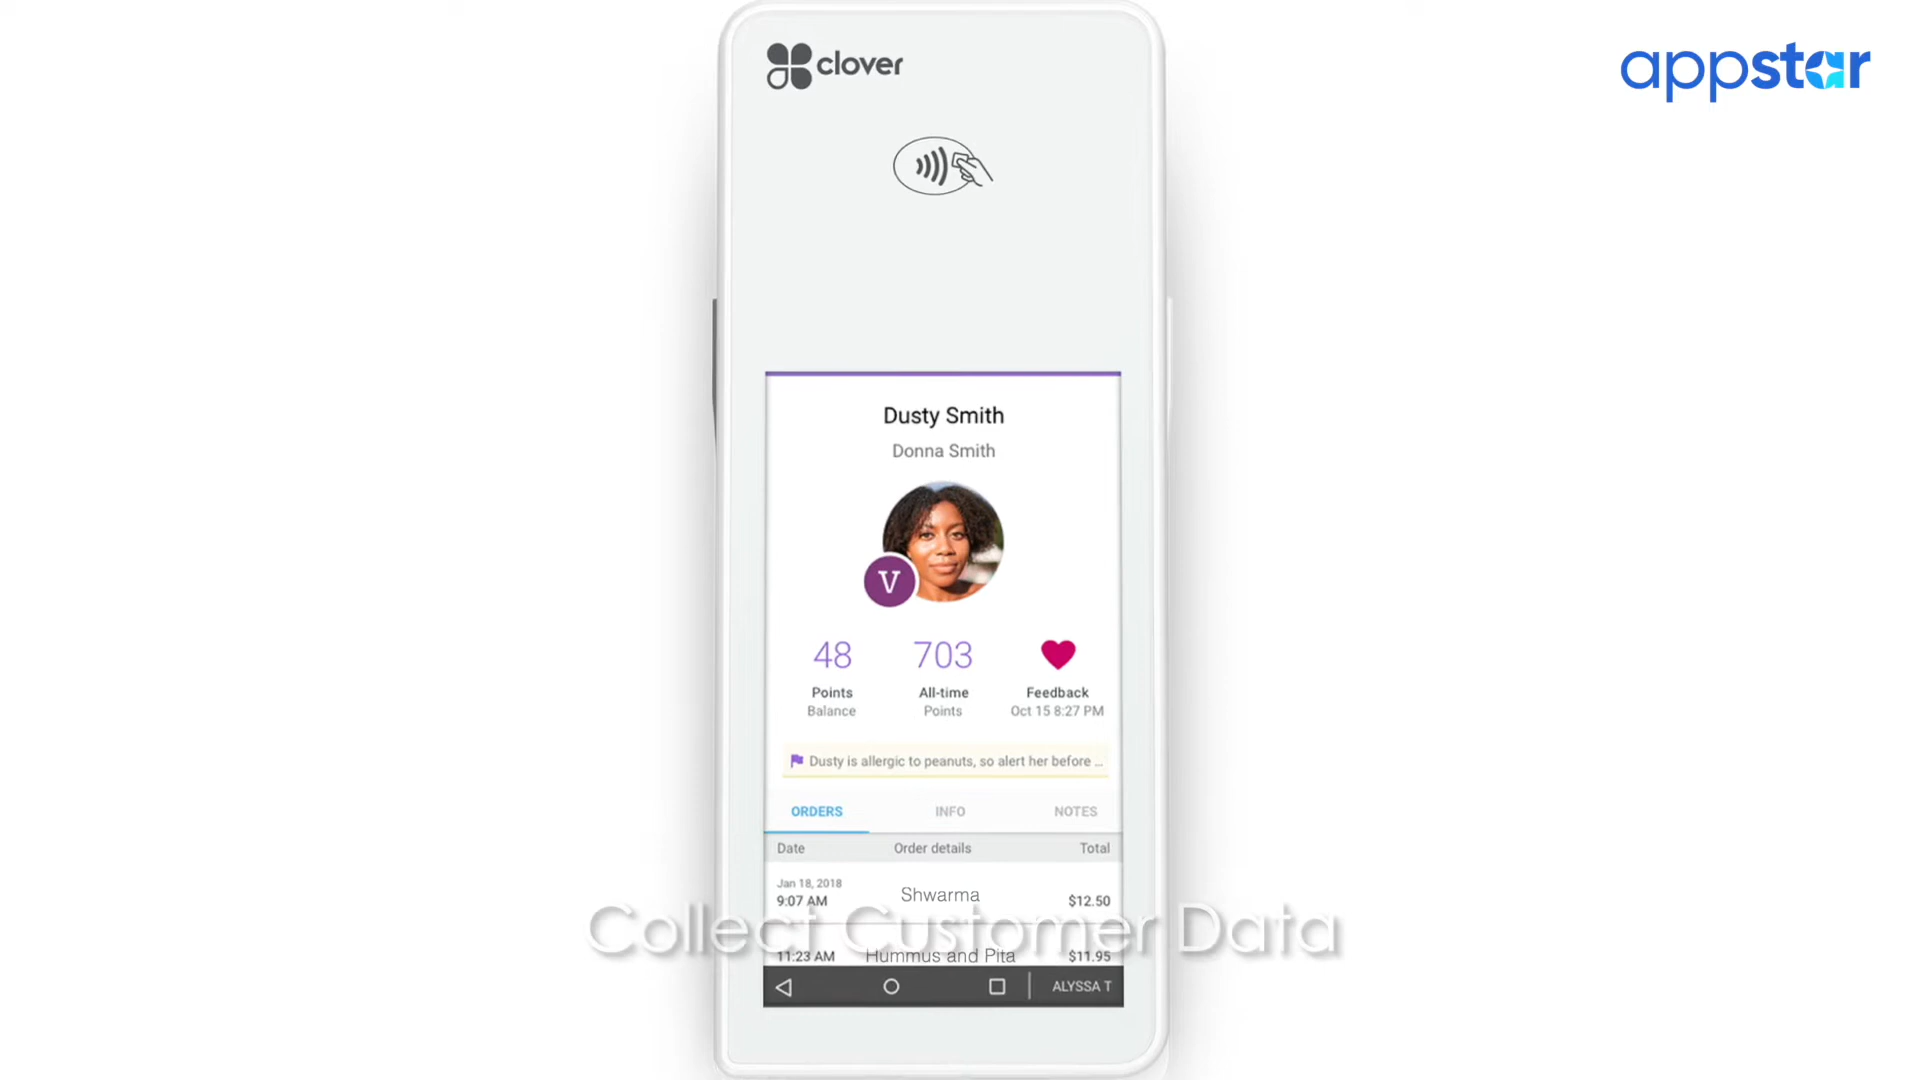 clover
appstar
Dusty Smith
Donna Smith
V
48
703
Points
All-time
Feedback
Balance
Points
Oct 15 8:27 PM
Dusty is allergic to peanuts, so alert her before ...
ORDERS
INFO
NOTES
Date
Order details
Total
Jan 18, 2018
9:07 AM
Shwarma
$12.50
Collect Customer Data
11:23 AM
Hummus and Pita
$11.95
ALYSSA T